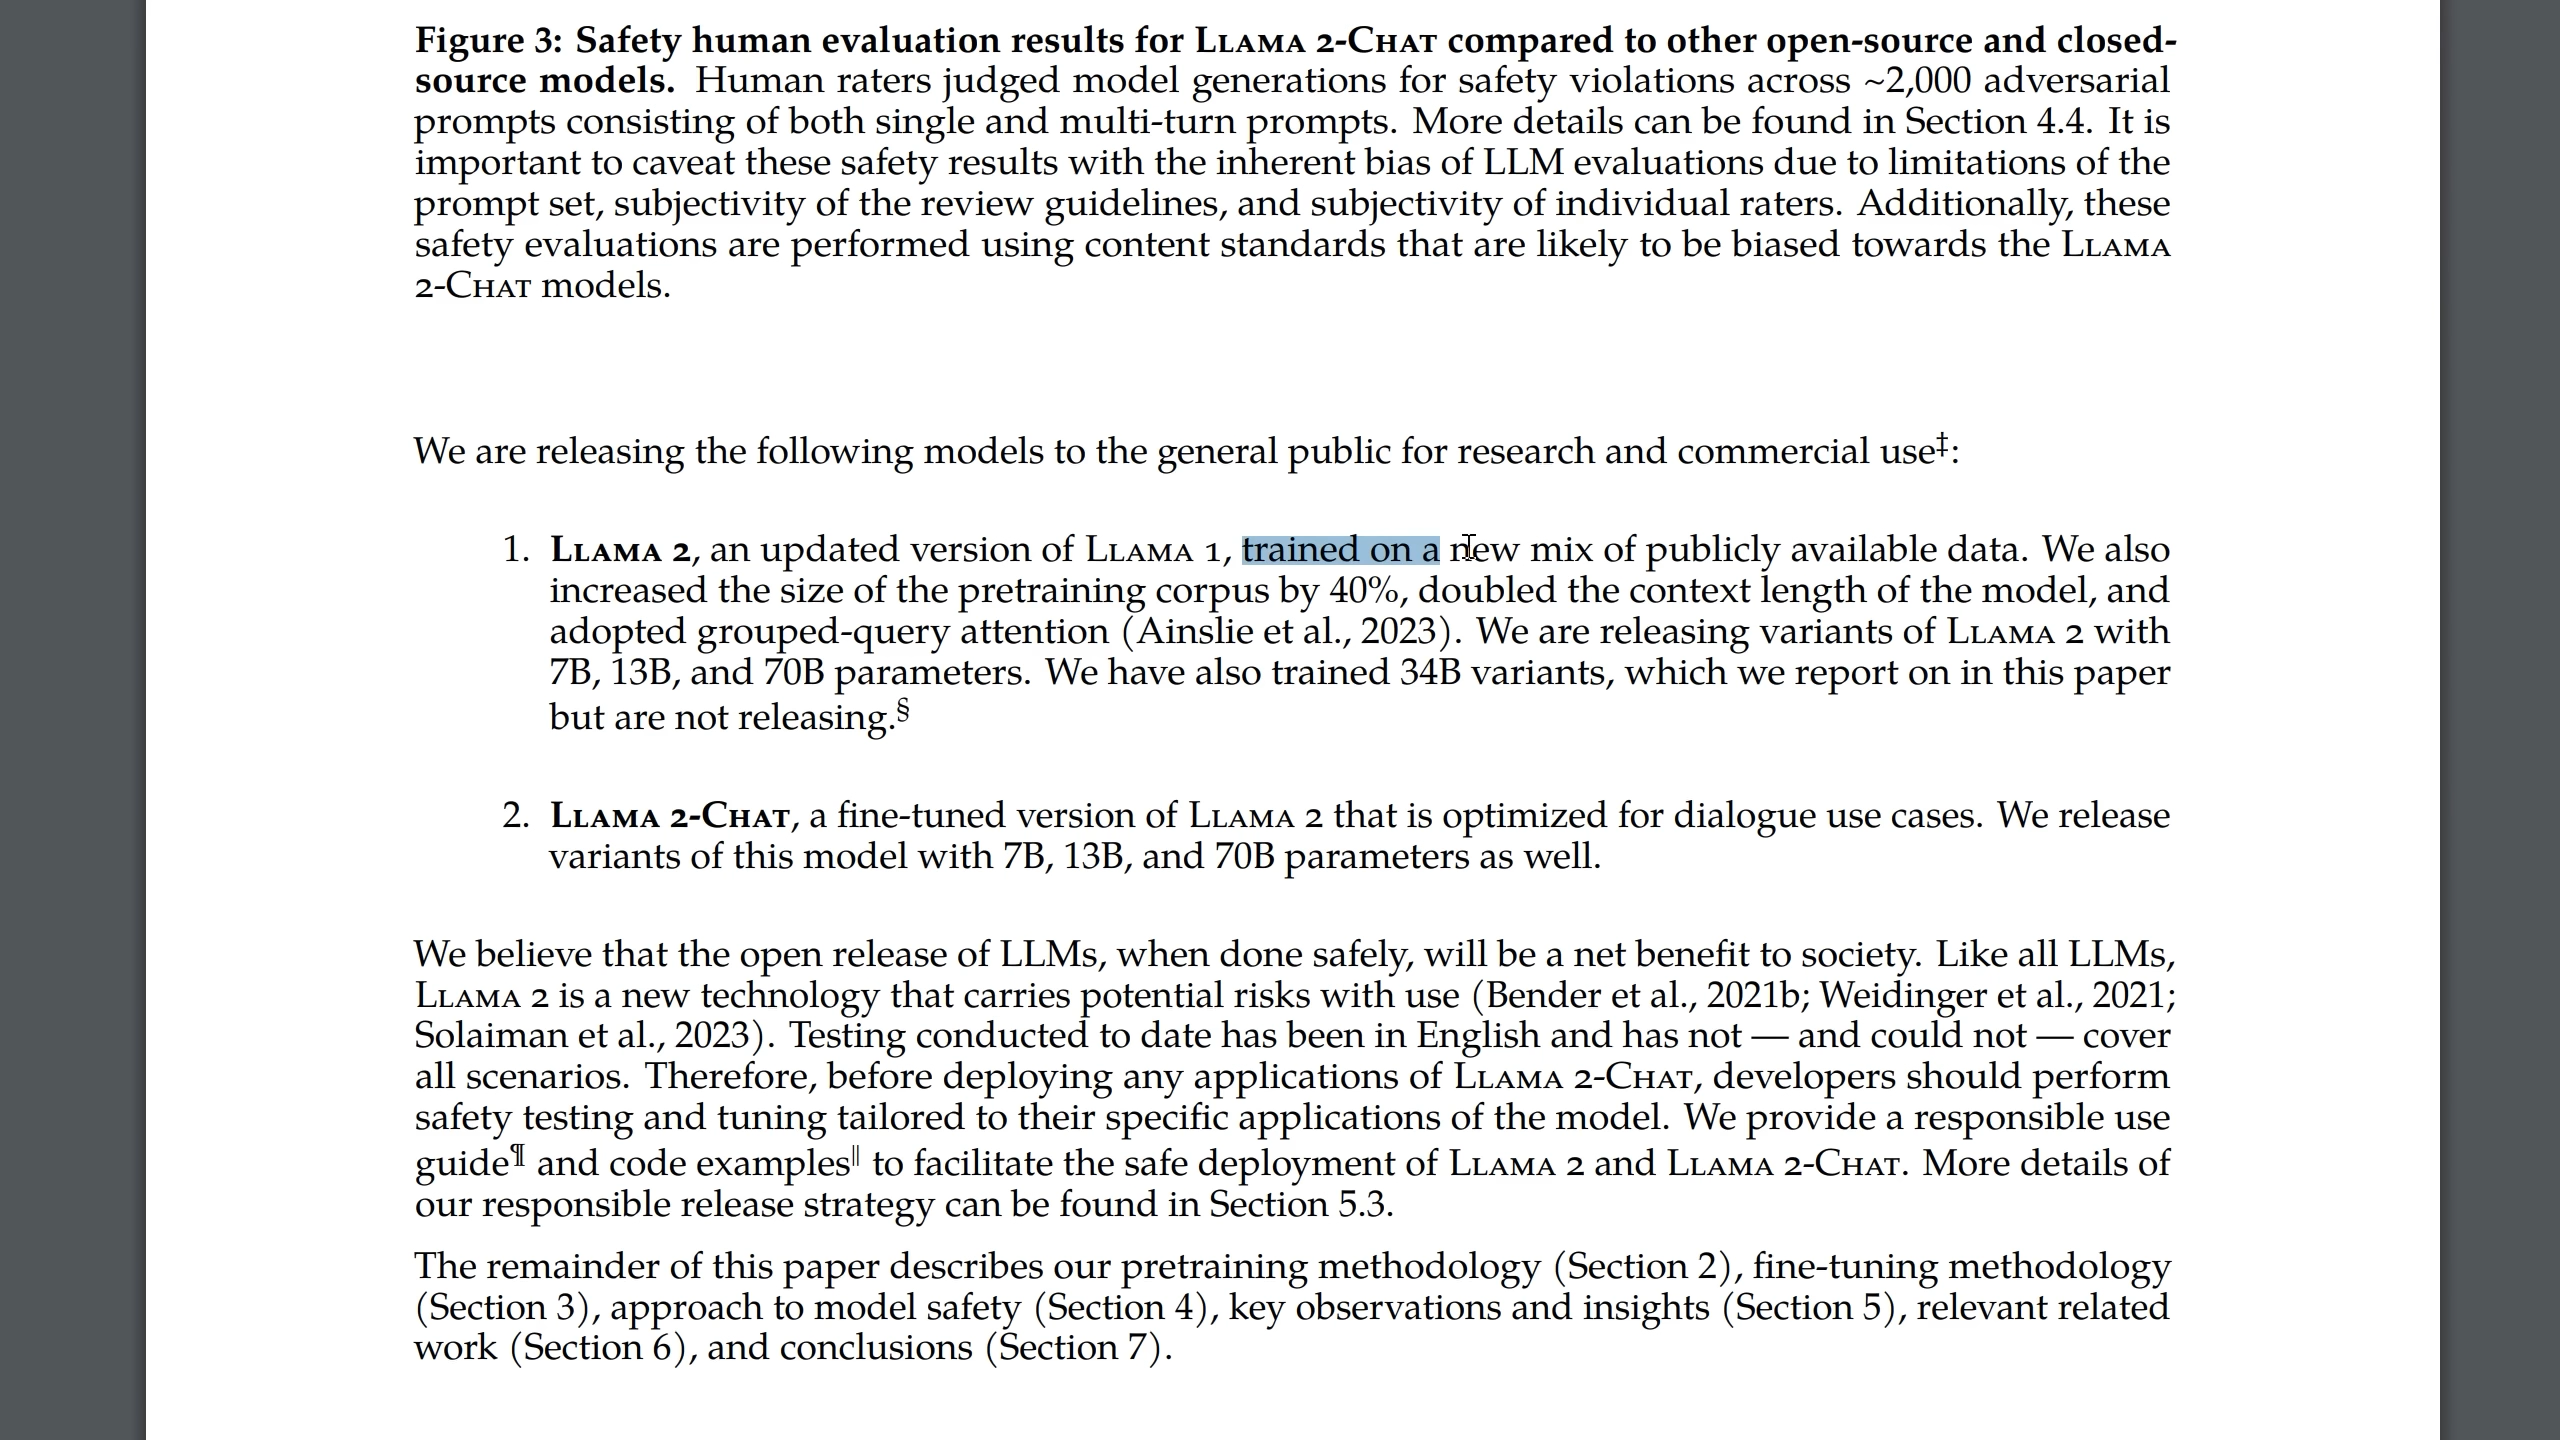 Figure 3: Safety human evaluation results for Llama 2-Chat compared to other open-source and closed-
source models. Human raters judged model generations for safety violations across ~2,000 adversarial
prompts consisting of both single and multi-turn prompts. More details can be found in Section 4.4. It is
important to caveat these safety results with the inherent bias of LLM evaluations due to limitations of the
prompt set, subjectivity of the review guidelines, and subjectivity of individual raters. Additionally, these
safety evaluations are performed using content standards that are likely to be biased towards the Llama
2-Chat models.
We are releasing the following models to the general public for research and commercial use‡:
1. Llama 2, an updated version of Llama 1, trained on a new mix of publicly available data. We also
increased the size of the pretraining corpus by 40%, doubled the context length of the model, and
adopted grouped-query attention (Ainslie et al., 2023). We are releasing variants of Llama 2 with
7B, 13B, and 70B parameters. We have also trained 34B variants, which we report on in this paper
but are not releasing.§
2. Llama 2-Chat, a fine-tuned version of Llama 2 that is optimized for dialogue use cases. We release
variants of this model with 7B, 13B, and 70B parameters as well.
We believe that the open release of LLMs, when done safely, will be a net benefit to society. Like all LLMs,
Llama 2 is a new technology that carries potential risks with use (Bender et al., 2021b; Weidinger et al., 2021;
Solaiman et al., 2023). Testing conducted to date has been in English and has not — and could not — cover
all scenarios. Therefore, before deploying any applications of Llama 2-Chat, developers should perform
safety testing and tuning tailored to their specific applications of the model. We provide a responsible use
guide¶ and code examples‖ to facilitate the safe deployment of Llama 2 and Llama 2-Chat. More details of
our responsible release strategy can be found in Section 5.3.
The remainder of this paper describes our pretraining methodology (Section 2), fine-tuning methodology
(Section 3), approach to model safety (Section 4), key observations and insights (Section 5), relevant related
work (Section 6), and conclusions (Section 7).